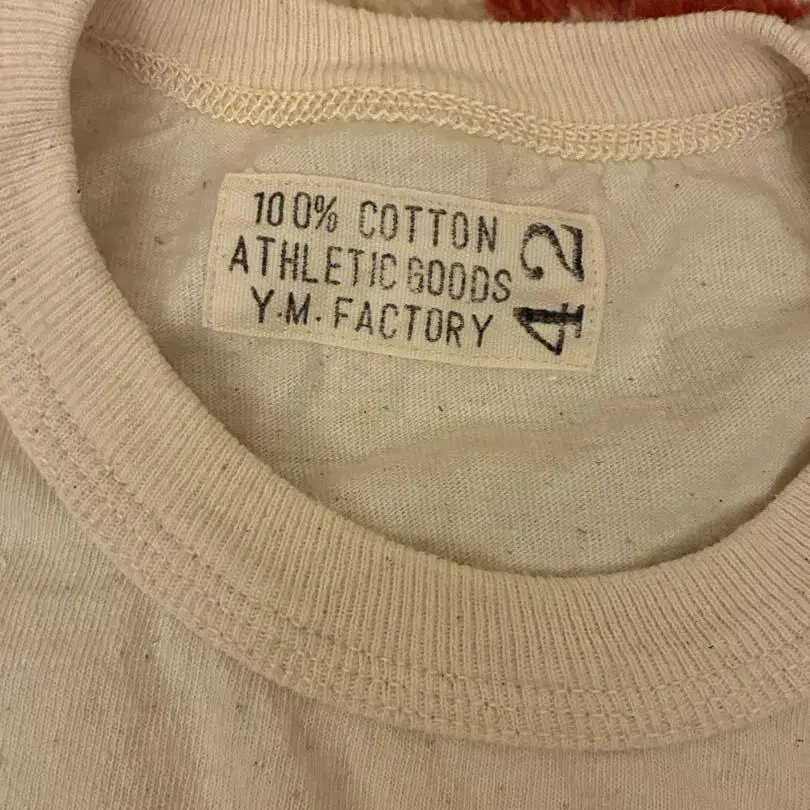 100% COTTON
ATHLETIC GOODS
Y.M. FACTORY
42